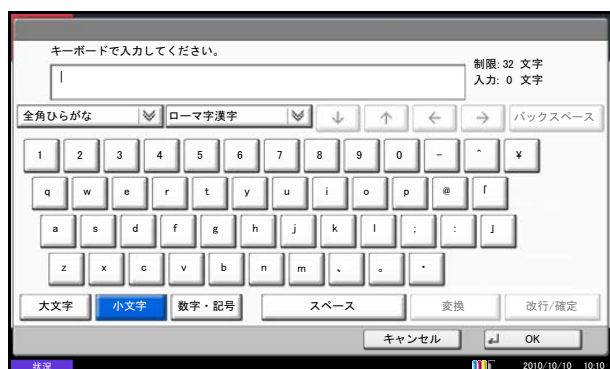 キーボードで入力してください。
制限: 32 文字
入力: 0 文字
全角ひらがな ローマ字漢字 ↓ ↑ ← → バックスペース
1 2 3 4 5 6 7 8 9 0 - ^ ¥
q w e r t y u i o p @ 「
a s d f g h j k l ; : 」
z x c v b n m 、 。 ・
大文字 小文字 数字・記号 スペース 変換 改行/確定
キャンセル OK
状況 2010/10/10 10:10